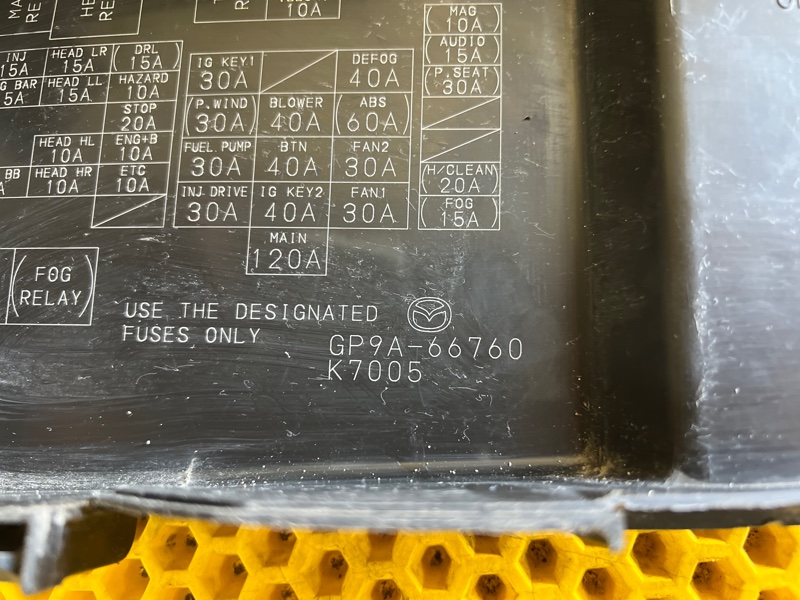 10A
INJ
15A
HEAD LR
15A
(DRL)
(15A)
HEAD LL
15A
HAZARD
10A
STOP
20A
HEAD HL
10A
ENG+B
10A
BB
HEAD HR
10A
ETC
10A
IG KEY1
30A
DEFOG
40A
(P.WIND)
(30A)
BLOWER
40A
(ABS)
(60A)
FUEL PUMP
30A
BTN
40A
FAN2
30A
INJ DRIVE
30A
IG KEY2
40A
FAN1
30A
MAIN
120A
(MAG)
(10A)
(AUDIO)
(15A)
(P.SEAT)
(30A)
(H/CLEAN)
(20A)
(FOG)
(15A)
(FOG
RELAY)
USE THE DESIGNATED
FUSES ONLY
GP9A-66760
K7005